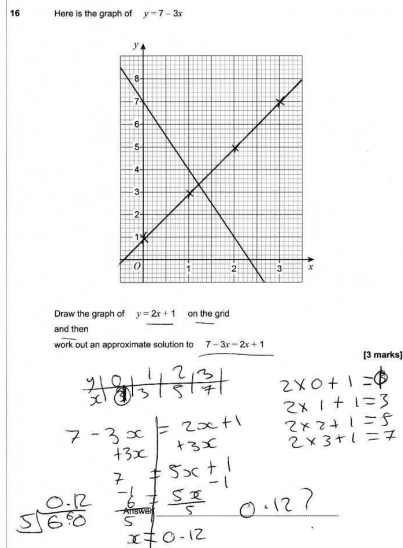 16 Here is the graph of y = 7 – 3x
y
8
7
6
5
4
3
2
1
O 1 2 3 x
Draw the graph of y = 2x + 1 on the grid
and then
work out an approximate solution to 7 – 3x = 2x + 1
[3 marks]
y | 0 | 1 | 2 | 3
x | 1 | 3 | 5 | 7
2 x 0 + 1 = 1
2 x 1 + 1 = 3
2 x 2 + 1 = 5
2 x 3 + 1 = 7
7 - 3x = 2x + 1
+3x +3x
7 = 5x + 1
-1 -1
6 = 5x
5 5
0.12
5 6.0
Answer 0.12?
x = 0.12